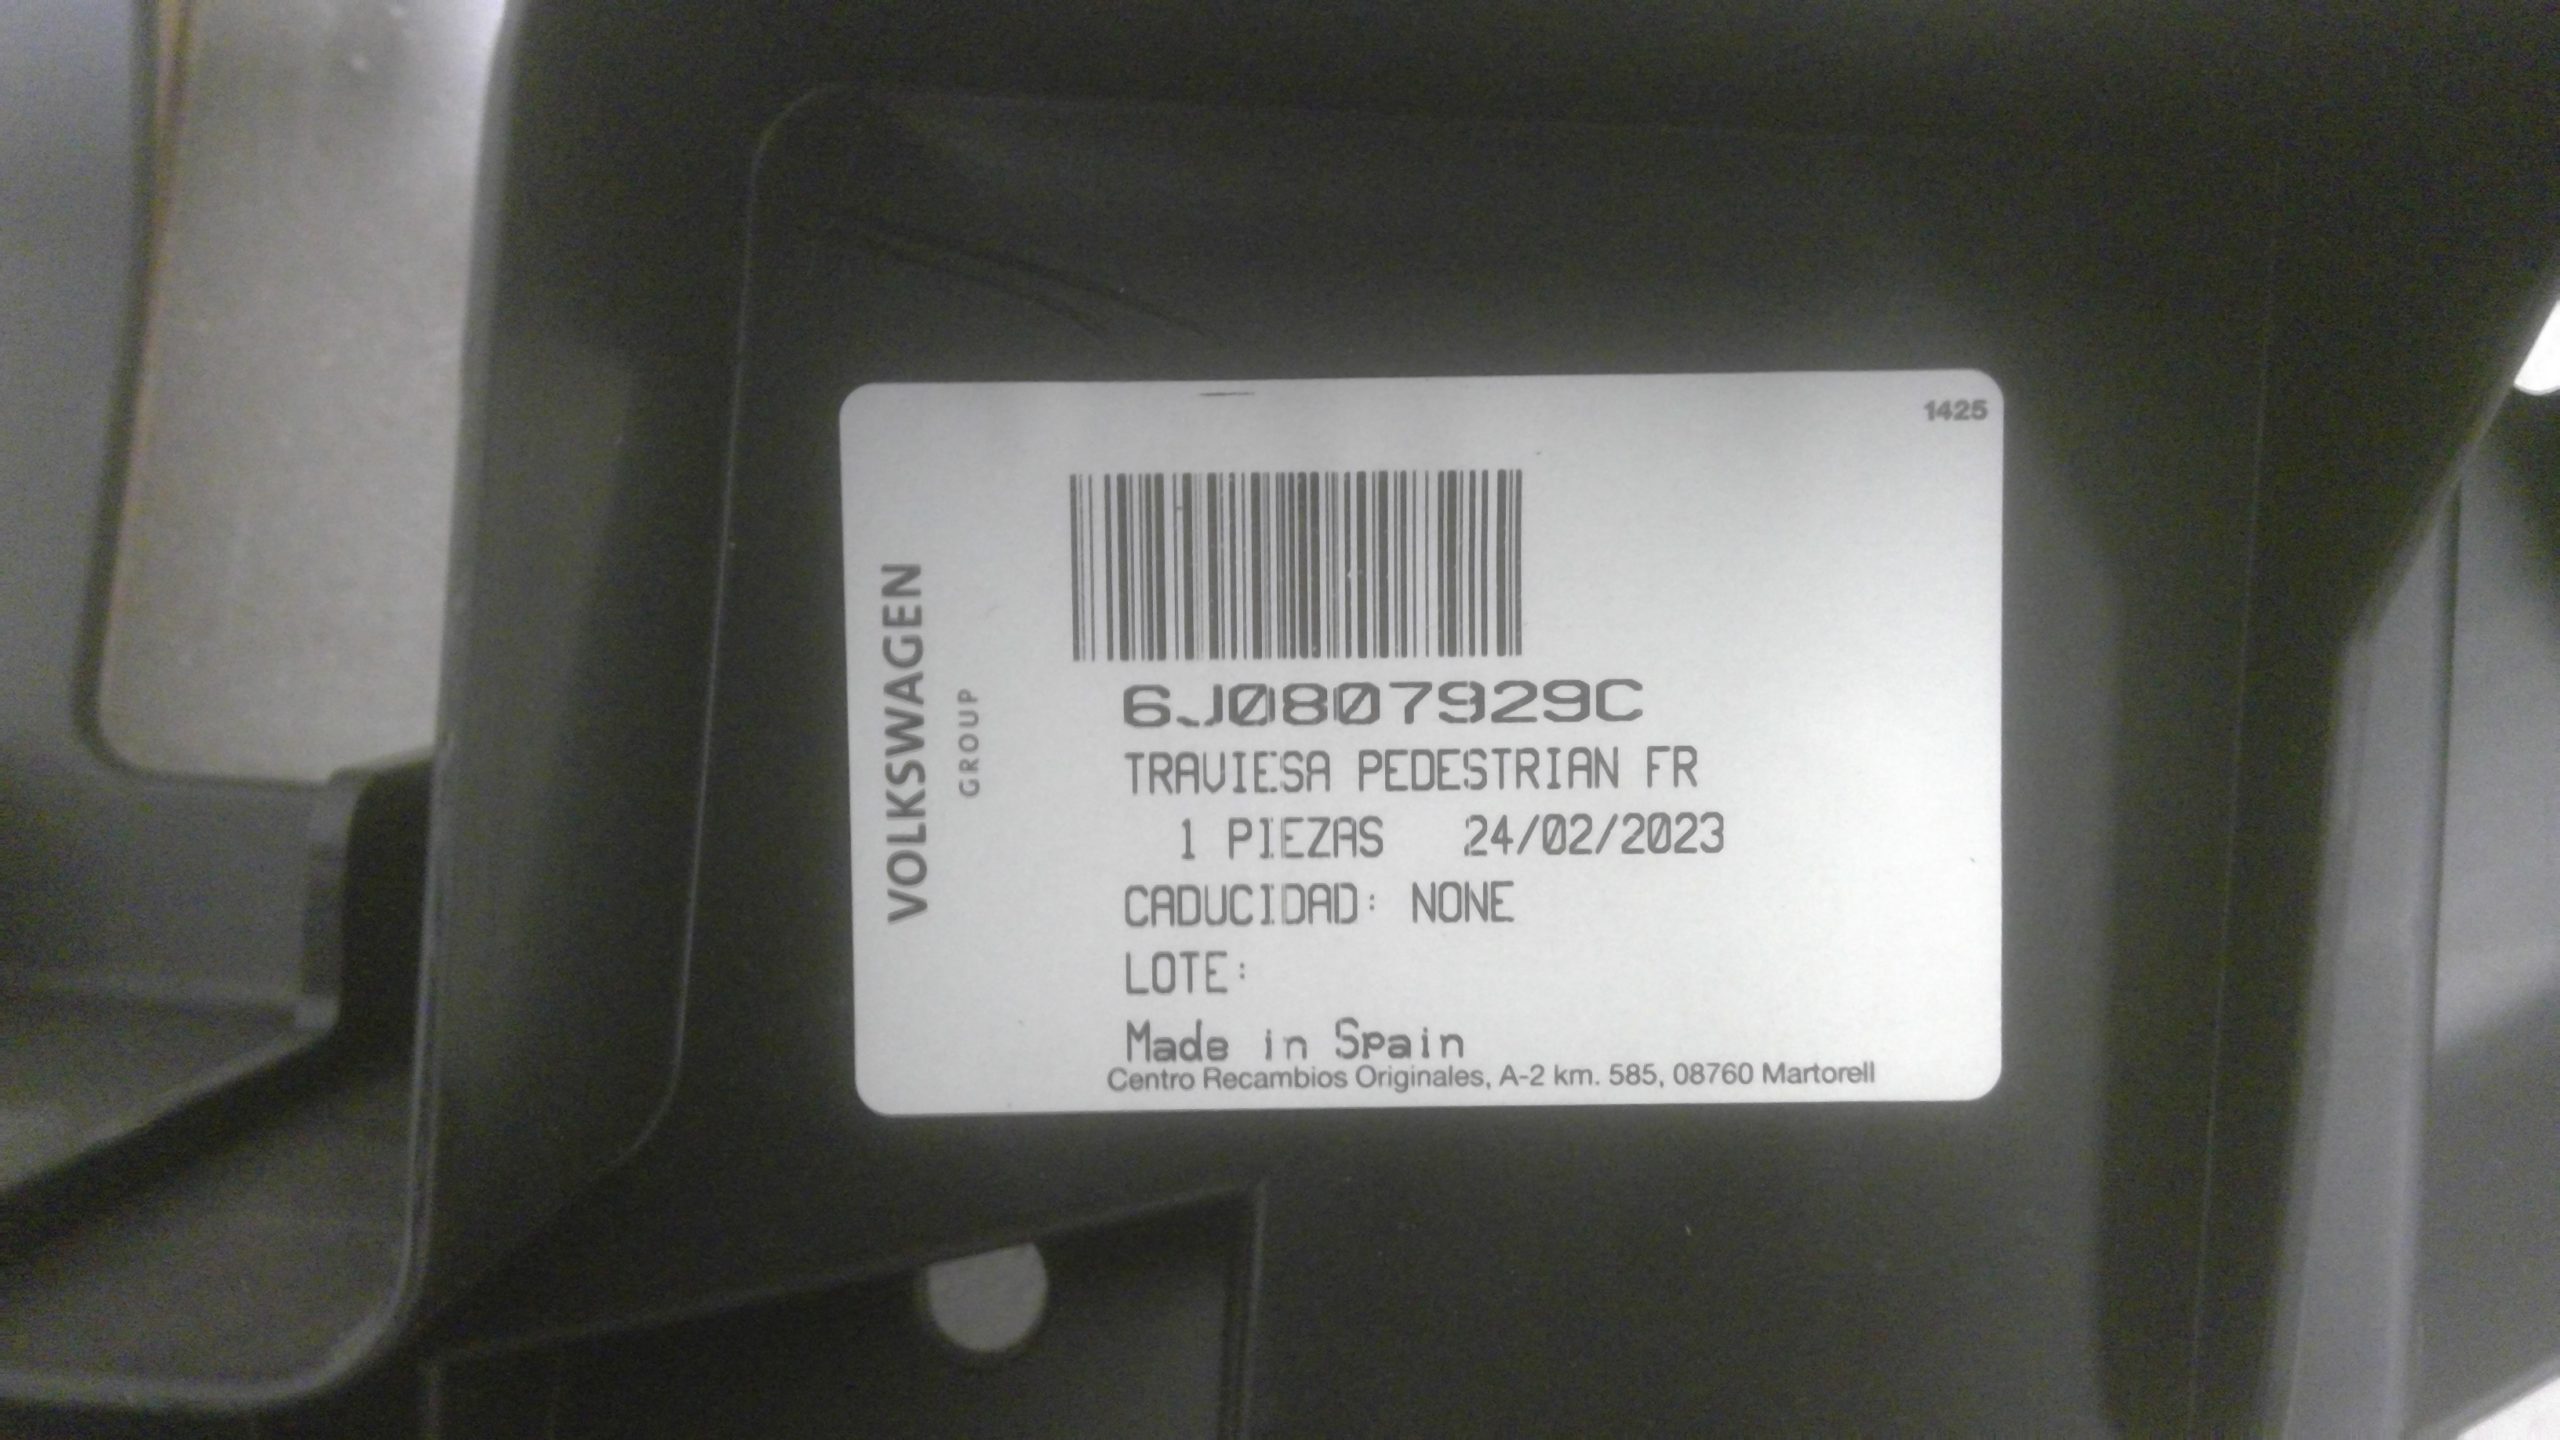 1425
VOLKSWAGEN
GROUP
6J0807929C
TRAVIESA PEDESTRIAN FR
1 PIEZAS 24/02/2023
CADUCIDAD: NONE
LOTE:
Made in Spain
Centro Recambios Originales, A-2 km. 585, 08760 Martorell